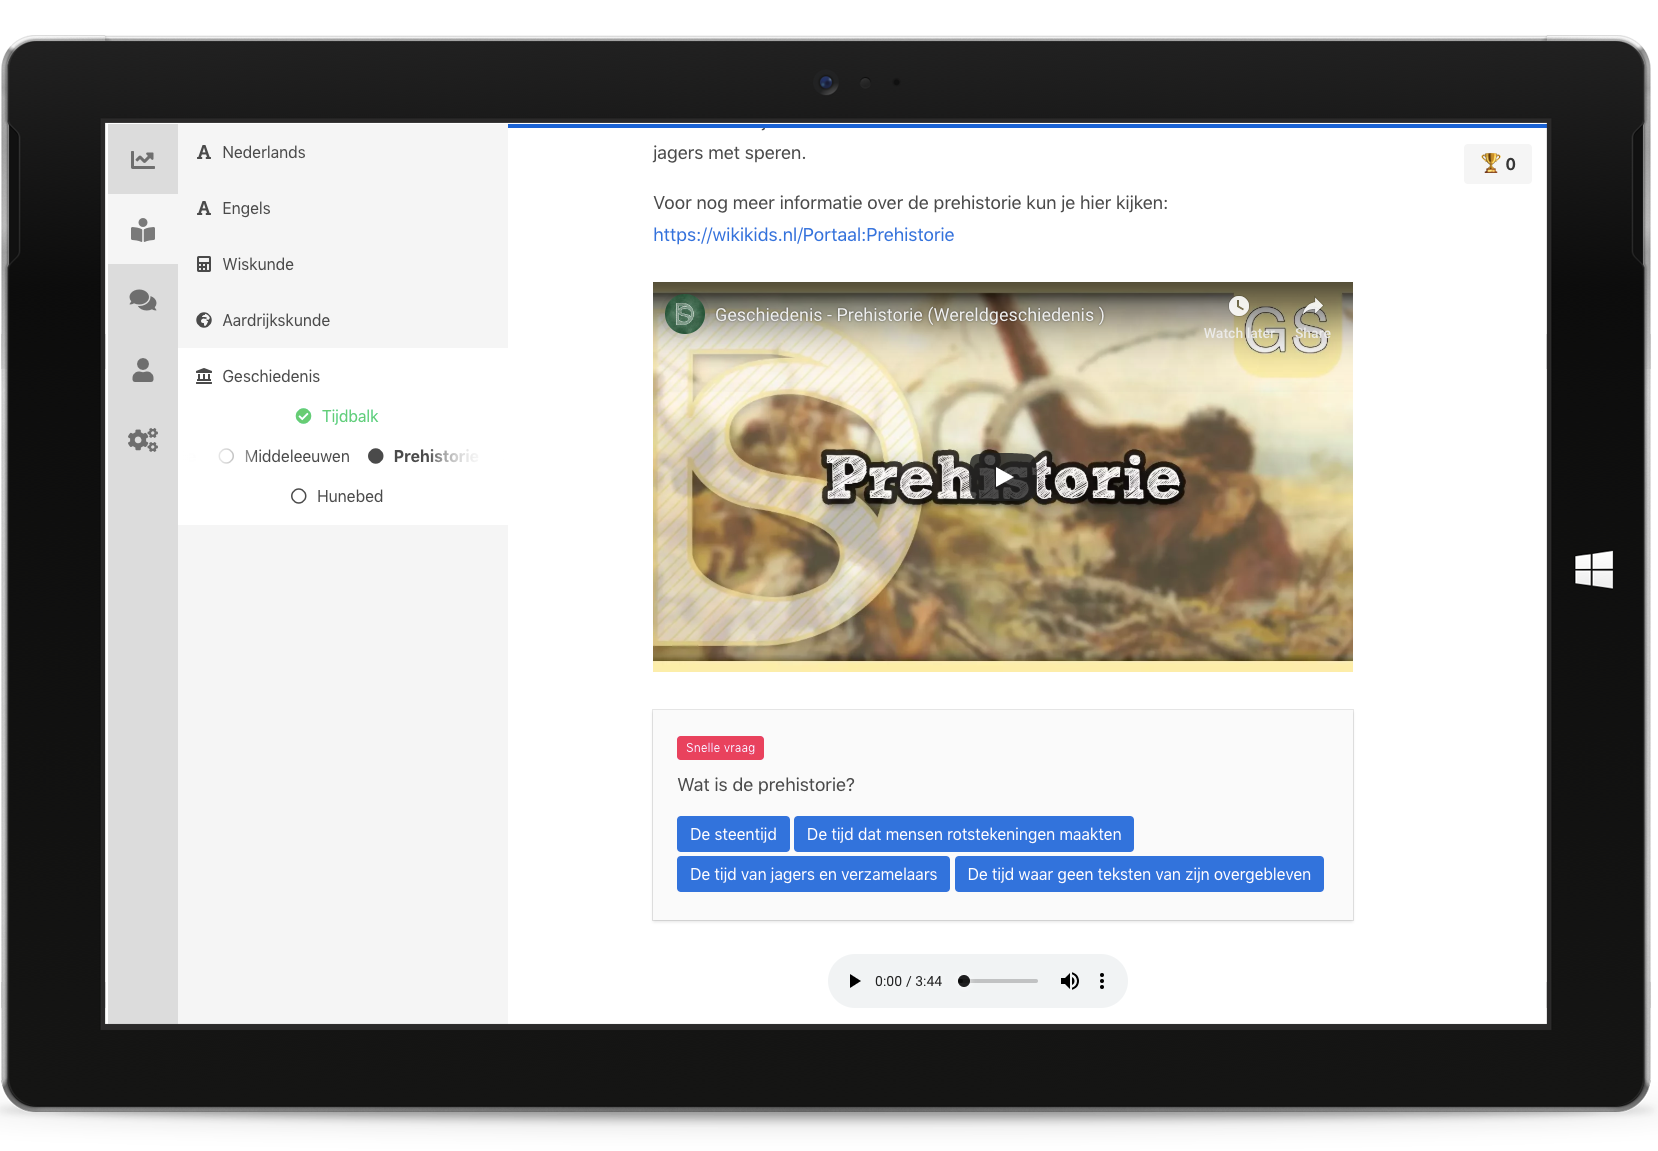 Nederlands
Engels
Wiskunde
Aardrijkskunde
Geschiedenis
Tijdbalk
Middeleeuwen Prehistorie
Hunebed
jagers met speren.
0
Voor nog meer informatie over de prehistorie kun je hier kijken:
https://wikikids.nl/Portaal:Prehistorie
Geschiedenis - Prehistorie (Wereldgeschiedenis )
Watch later Share
GS
Prehistorie
Snelle vraag
Wat is de prehistorie?
De steentijd De tijd dat mensen rotstekeningen maakten
De tijd van jagers en verzamelaars De tijd waar geen teksten van zijn overgebleven
0:00 / 3:44